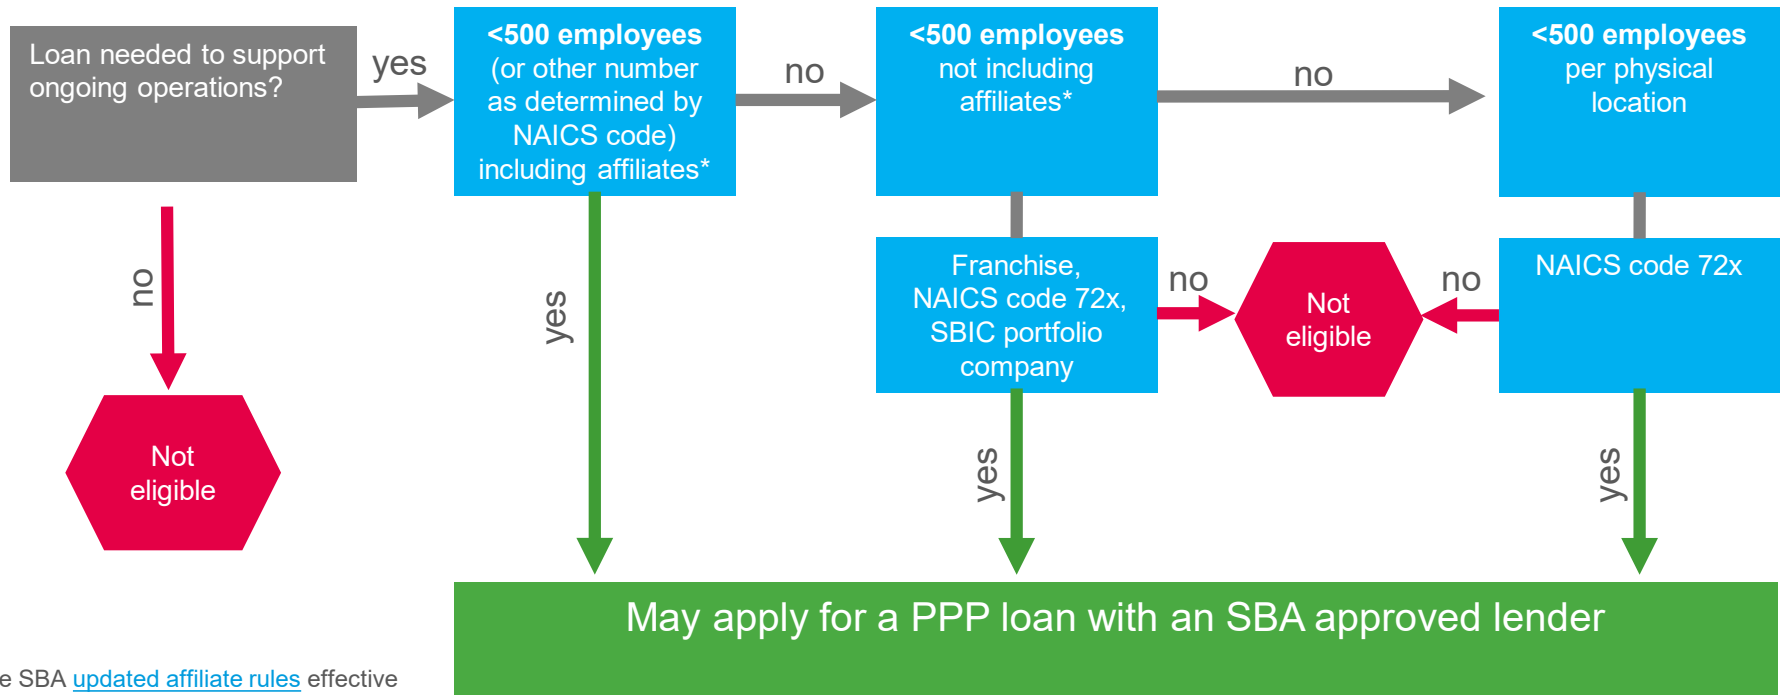 Loan needed to support
ongoing operations?
yes
<500 employees
(or other number
as determined by
NAICS code)
including affiliates*
no
<500 employees
not including
affiliates*
no
<500 employees
per physical
location
no
yes
Franchise,
NAICS code 72x,
SBIC portfolio
company
no
Not
eligible
no
NAICS code 72x
Not
eligible
yes
yes
May apply for a PPP loan with an SBA approved lender
SBA updated affiliate rules effective